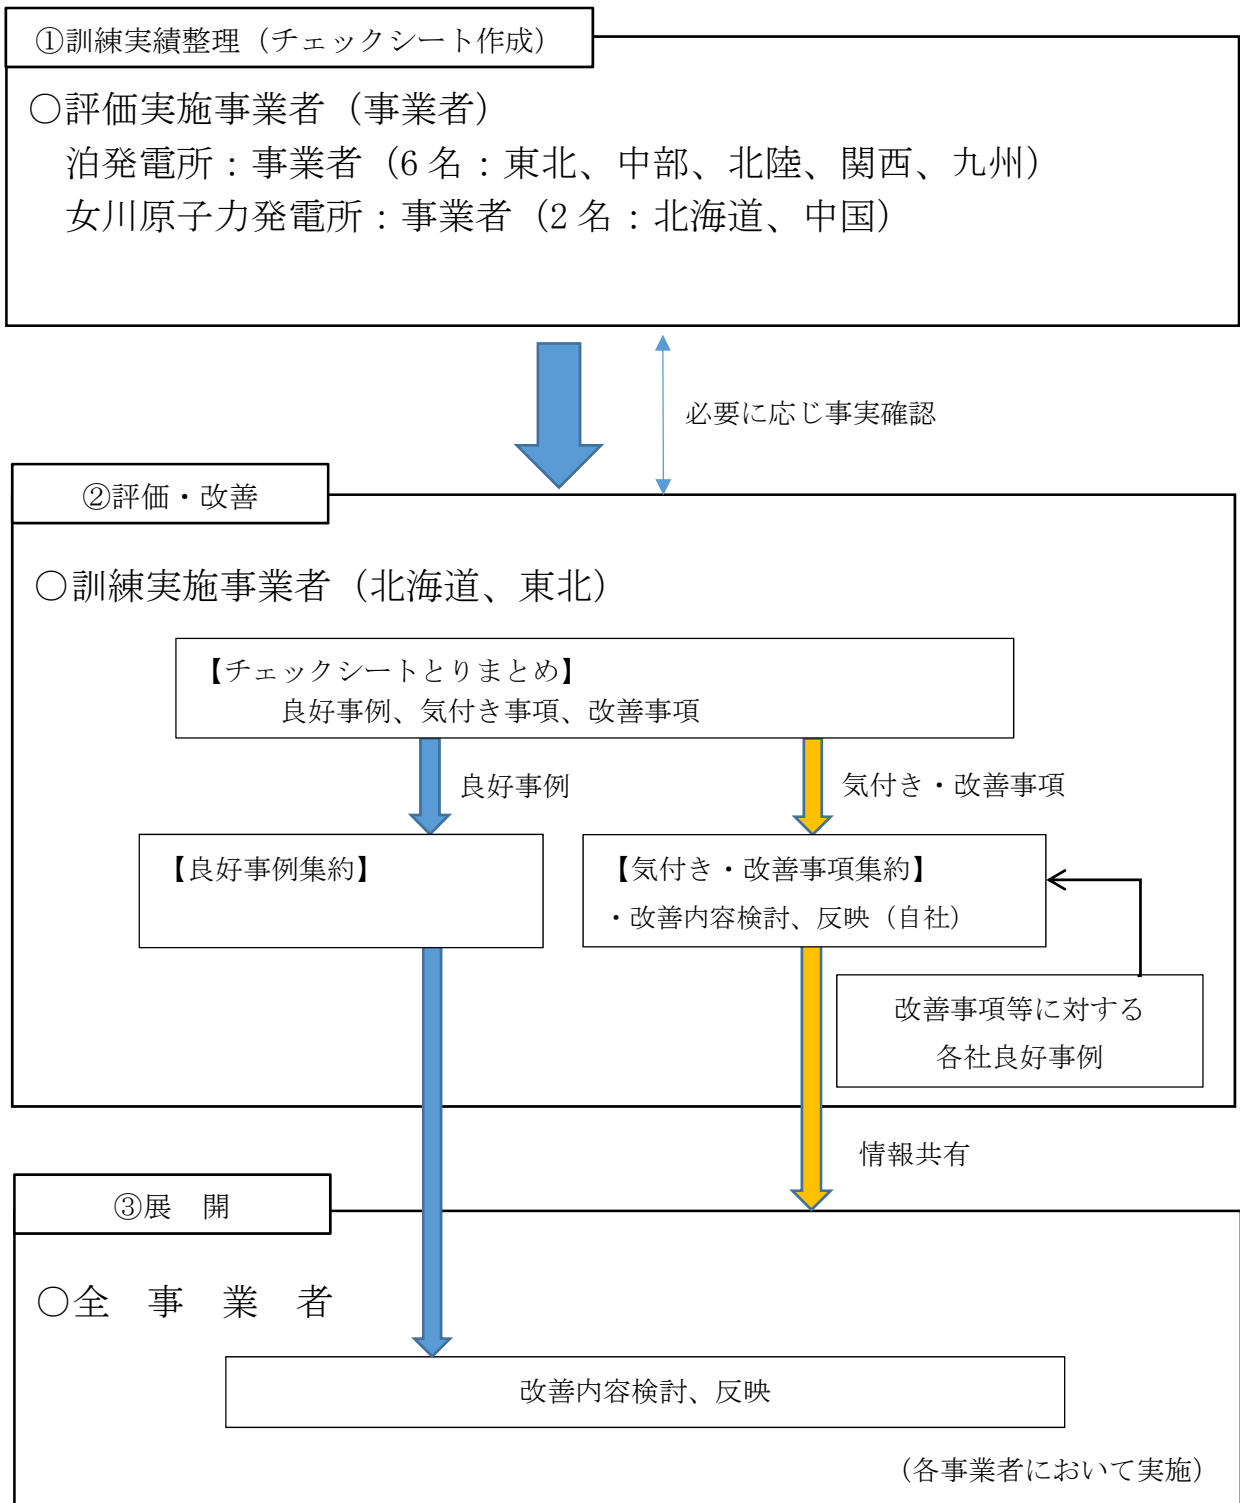 ①訓練実績整理（チェックシート作成）
○評価実施事業者（事業者）
泊発電所：事業者（6名：東北、中部、北陸、関西、九州）
女川原子力発電所：事業者（2名：北海道、中国）
必要に応じ事実確認
②評価・改善
○訓練実施事業者（北海道、東北）
【チェックシートとりまとめ】
良好事例、気付き事項、改善事項
良好事例
気付き・改善事項
【良好事例集約】
【気付き・改善事項集約】
・改善内容検討、反映（自社）
改善事項等に対する
各社良好事例
情報共有
③展　開
○全　事　業　者
改善内容検討、反映
（各事業者において実施）